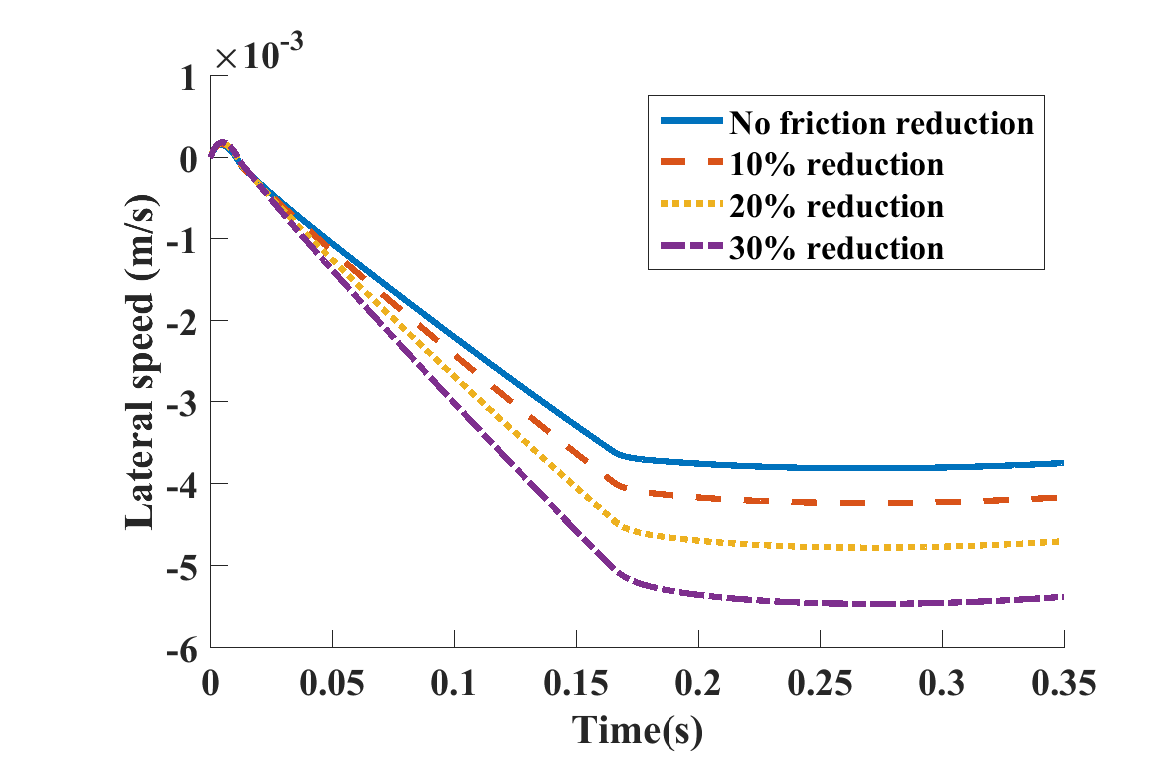 ×10-3
1
0
-1
-2
-3
-4
-5
-6
Lateral speed (m/s)
No friction reduction
10% reduction
20% reduction
30% reduction
0 0.05 0.1 0.15 0.2 0.25 0.3 0.35
Time(s)